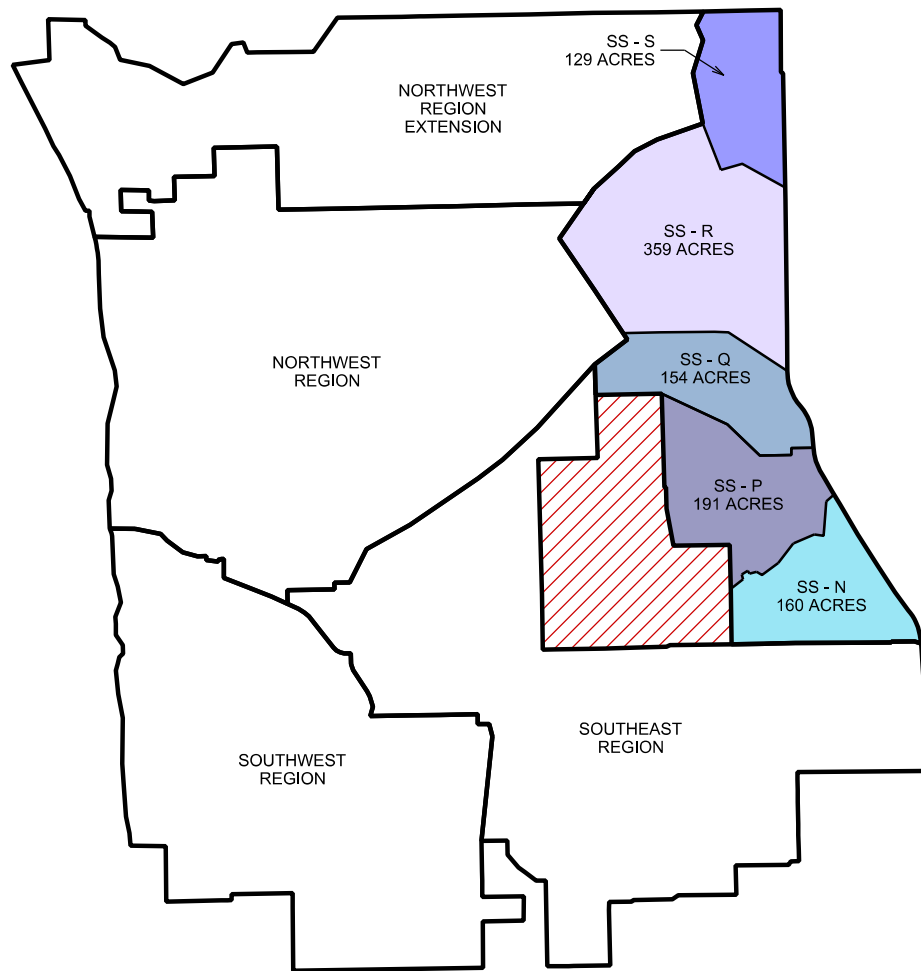 SS - S
129 ACRES
NORTHWEST
REGION
EXTENSION
SS - R
359 ACRES
NORTHWEST
REGION
SS - Q
154 ACRES
SS - P
191 ACRES
SS - N
160 ACRES
SOUTHEAST
REGION
SOUTHWEST
REGION